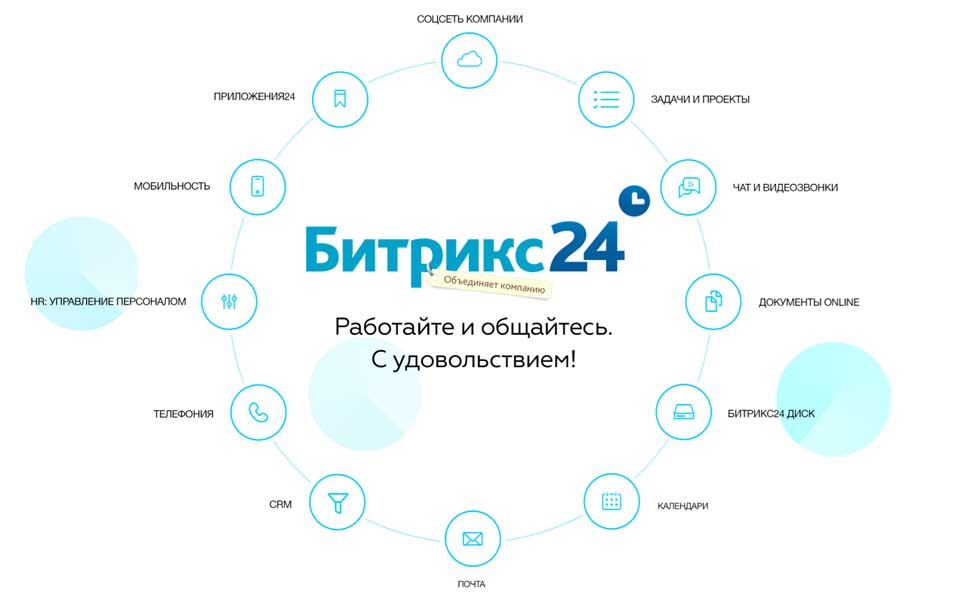 СОЦСЕТЬ КОМПАНИИ
ПРИЛОЖЕНИЯ24
ЗАДАЧИ И ПРОЕКТЫ
МОБИЛЬНОСТЬ
ЧАТ И ВИДЕОЗВОНКИ
Битрикс24
Объединяет компанию
HR: УПРАВЛЕНИЕ ПЕРСОНАЛОМ
ДОКУМЕНТЫ ONLINE
Работайте и общайтесь.
С удовольствием!
ТЕЛЕФОНИЯ
БИТРИКС24 ДИСК
CRM
КАЛЕНДАРИ
ПОЧТА